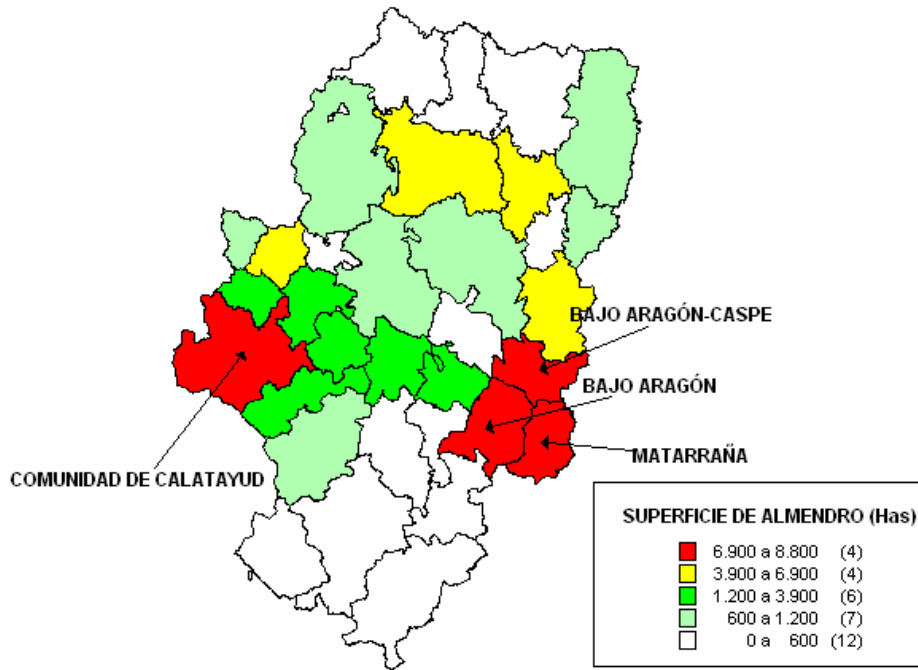 BAJO ARAGÓN-CASPE
BAJO ARAGÓN
MATARRAÑA
COMUNIDAD DE CALATAYUD
SUPERFICIE DE ALMENDRO (Has)
6.900 a 8.800 (4)
3.900 a 6.900 (4)
1.200 a 3.900 (6)
600 a 1.200 (7)
0 a 600 (12)